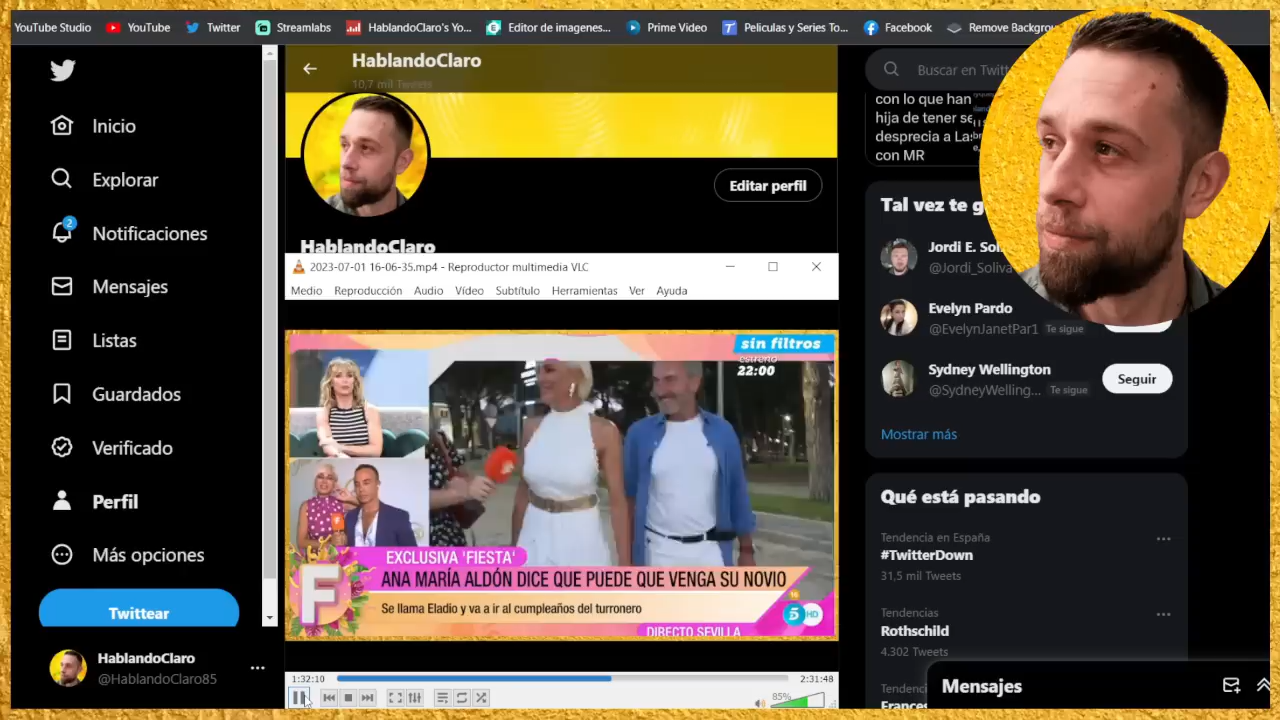 YouTube Studio
YouTube
Twitter
Streamlabs
HablandoClaro's Yo...
Editor de imagenes...
Prime Video
Peliculas y Series To...
Facebook
Remove Backgrou
HablandoClaro
10,7 mil Tweets
Buscar en Twitt
Inicio
Explorar
2
Notificaciones
Mensajes
Listas
Guardados
Verificado
Perfil
Más opciones
Twittear
HablandoClaro
@HablandoClaro85
Editar perfil
HablandoClaro
2023-07-01 16-06-35.mp4 - Reproductor multimedia VLC
Medio Reproducción Audio Vídeo Subtítulo Herramientas Ver Ayuda
sin filtros
estreno
22:00
EXCLUSIVA 'FIESTA'
ANA MARÍA ALDÓN DICE QUE PUEDE QUE VENGA SU NOVIO
Se llama Eladio y va a ir al cumpleaños del turronero
F
16
5 HD
DIRECTO SEVILLA
1:32:10
2:31:48
85%
con lo que han
hija de tener se
desprecia a La
con MR
Tal vez te g
Jordi E. Sol
@Jordi_Soliva
Evelyn Pardo
@EvelynJanetPar1 Te sigue
Sydney Wellington
@SydneyWelling... Te sigue
Seguir
Mostrar más
Qué está pasando
Tendencia en España
#TwitterDown
31,5 mil Tweets
Tendencias
Rothschild
4.302 Tweets
Tendenci
Frances
Mensajes